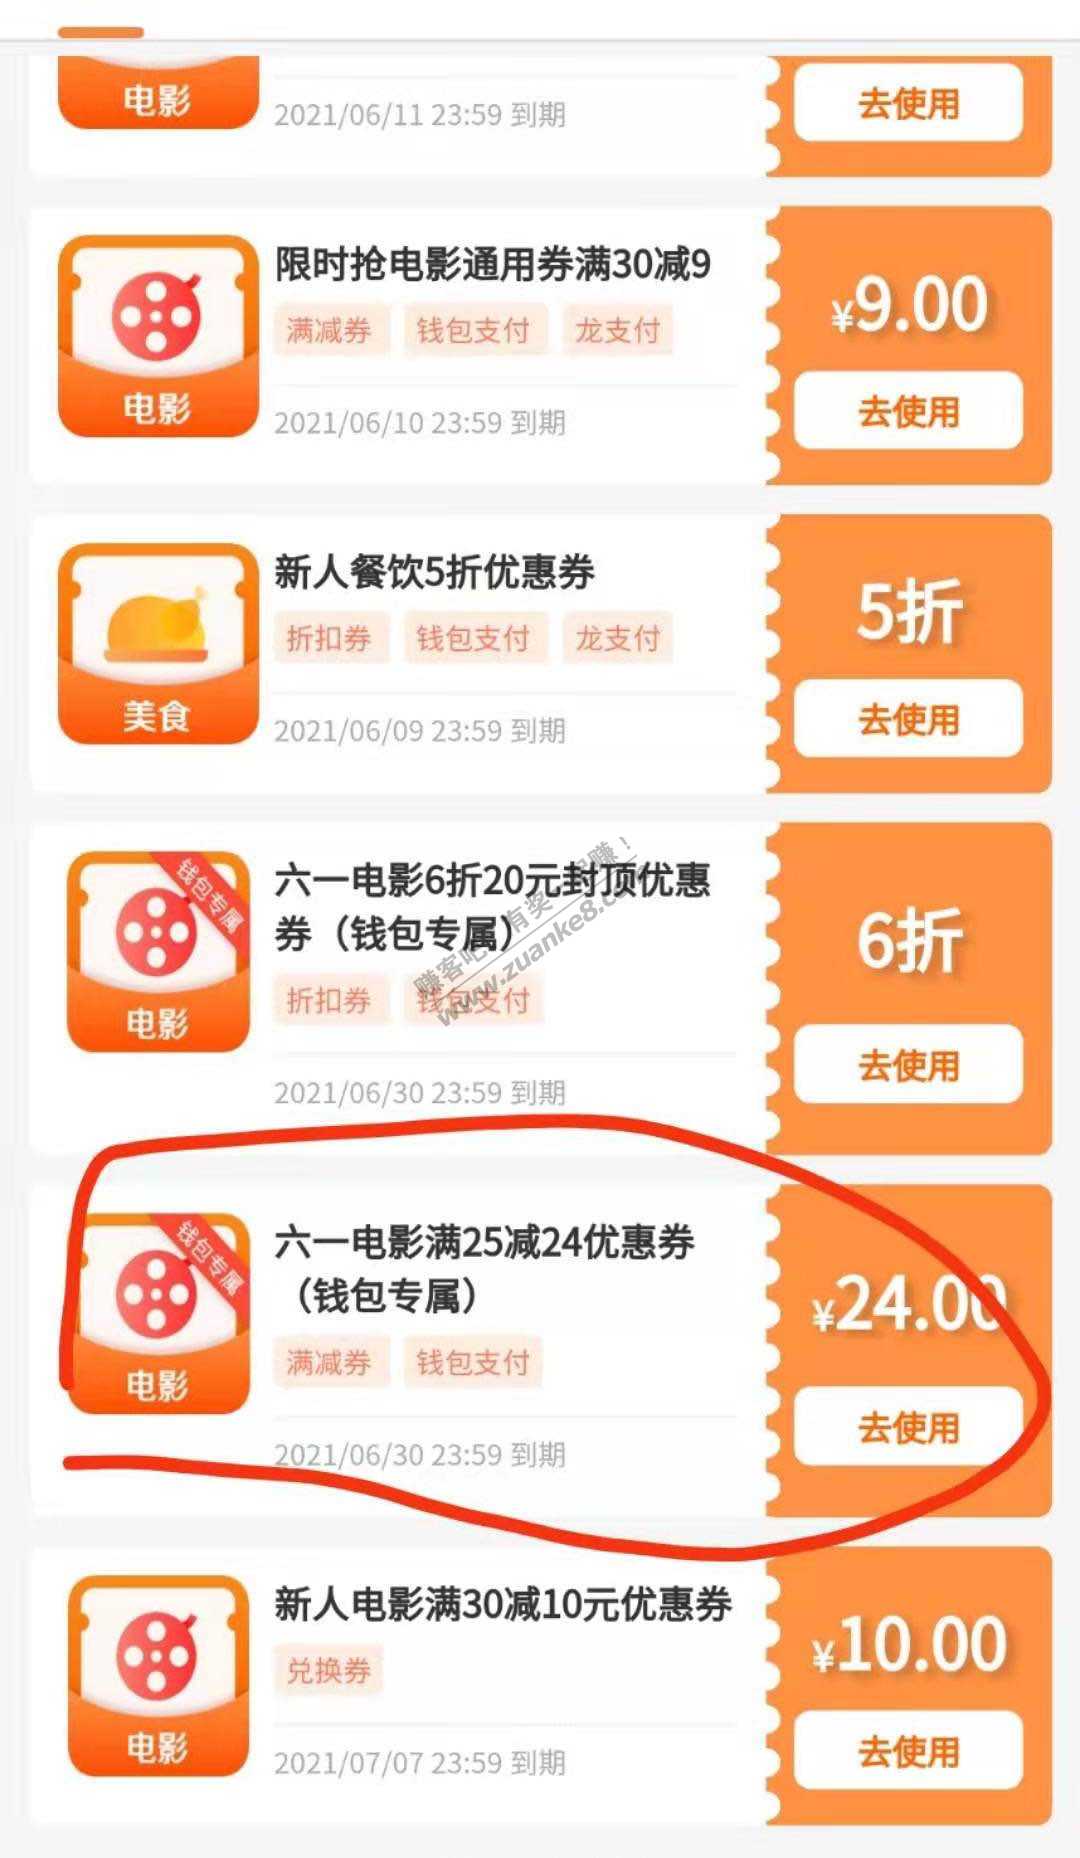 电影
2021/06/11 23:59 到期
去使用
限时抢电影通用券满30减9
满减券 钱包支付 龙支付
电影
2021/06/10 23:59 到期
¥9.00
去使用
新人餐饮5折优惠券
折扣券 钱包支付 龙支付
美食
2021/06/09 23:59 到期
5折
去使用
钱包专属
六一电影6折20元封顶优惠
券（钱包专属）
折扣券 钱包支付
电影
2021/06/30 23:59 到期
6折
去使用
www.zuanke8.com
钱包专属
六一电影满25减24优惠券
（钱包专属）
满减券 钱包支付
电影
2021/06/30 23:59 到期
¥24.00
去使用
新人电影满30减10元优惠券
兑换券
电影
2021/07/07 23:59 到期
¥10.00
去使用